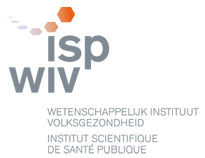 isp
wiv
WETENSCHAPPELIJK INSTITUUT
VOLKSGEZONDHEID
INSTITUT SCIENTIFIQUE
DE SANTÉ PUBLIQUE